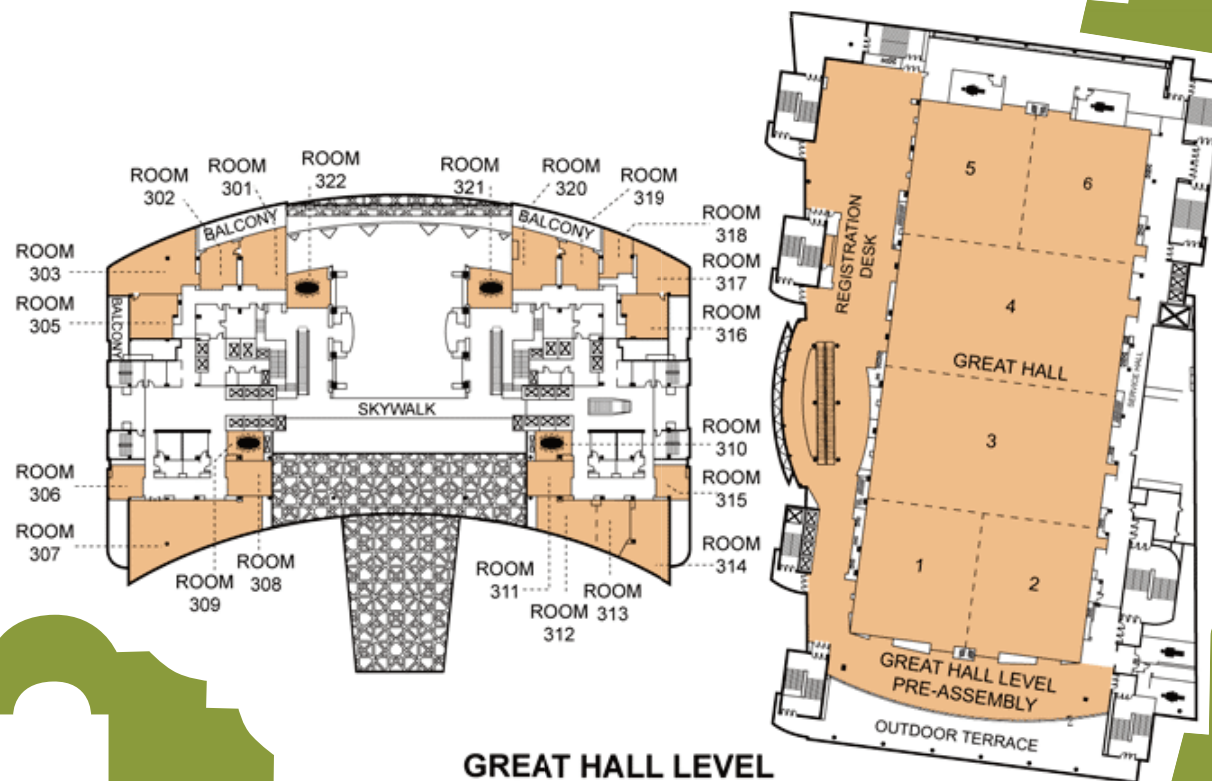 ROOM
302
ROOM
301
ROOM
322
ROOM
321
ROOM
320
ROOM
319
BALCONY
BALCONY
ROOM
318
ROOM
303
ROOM
317
BALCONY
ROOM
305
ROOM
316
SKYWALK
ROOM
310
ROOM
306
ROOM
315
ROOM
307
ROOM
314
ROOM
308
ROOM
309
ROOM
311
ROOM
312
ROOM
313
REGISTRATION
DESK
5
6
4
GREAT HALL
SERVICE HALL
3
1
2
GREAT HALL LEVEL
PRE-ASSEMBLY
2
OUTDOOR TERRACE
GREAT HALL LEVEL